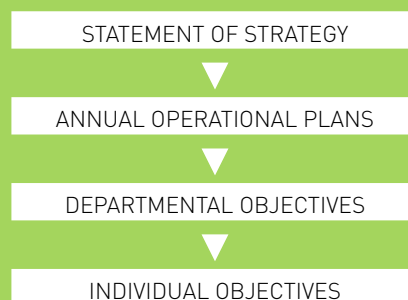 STATEMENT OF STRATEGY
ANNUAL OPERATIONAL PLANS
DEPARTMENTAL OBJECTIVES
INDIVIDUAL OBJECTIVES